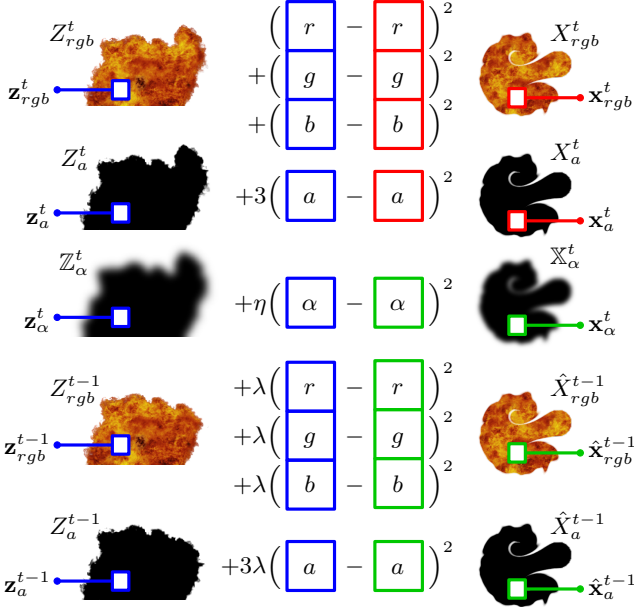 Z^t_{rgb} ( r − r )^2 X^t_{rgb}
z^t_{rgb} +( g − g )^2 x^t_{rgb}
+( b − b )^2
Z^t_a X^t_a
z^t_a +3( a − a )^2 x^t_a
ℤ^t_α 𝕏^t_α
z^t_α +η( α − α )^2 x^t_α
Z^{t-1}_{rgb} +λ( r − r )^2 X̂^{t-1}_{rgb}
z^{t-1}_{rgb} +λ( g − g )^2 x̂^{t-1}_{rgb}
+λ( b − b )^2
Z^{t-1}_a X̂^{t-1}_a
z^{t-1}_a +3λ( a − a )^2 x̂^{t-1}_a